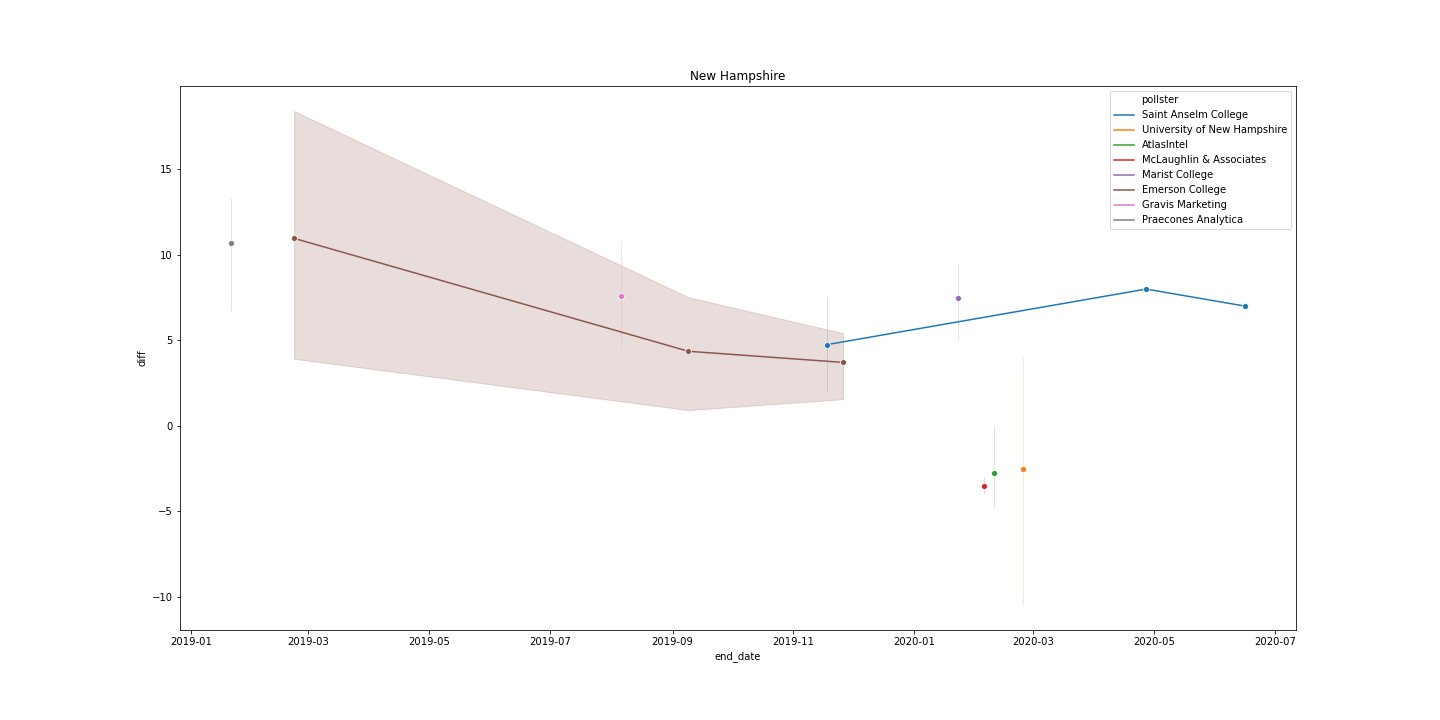 New Hampshire
pollster
Saint Anselm College
University of New Hampshire
AtlasIntel
McLaughlin & Associates
Marist College
Emerson College
Gravis Marketing
Praecones Analytica
diff
15
10
5
0
−5
−10
2019-01 2019-03 2019-05 2019-07 2019-09 2019-11 2020-01 2020-03 2020-05 2020-07
end_date